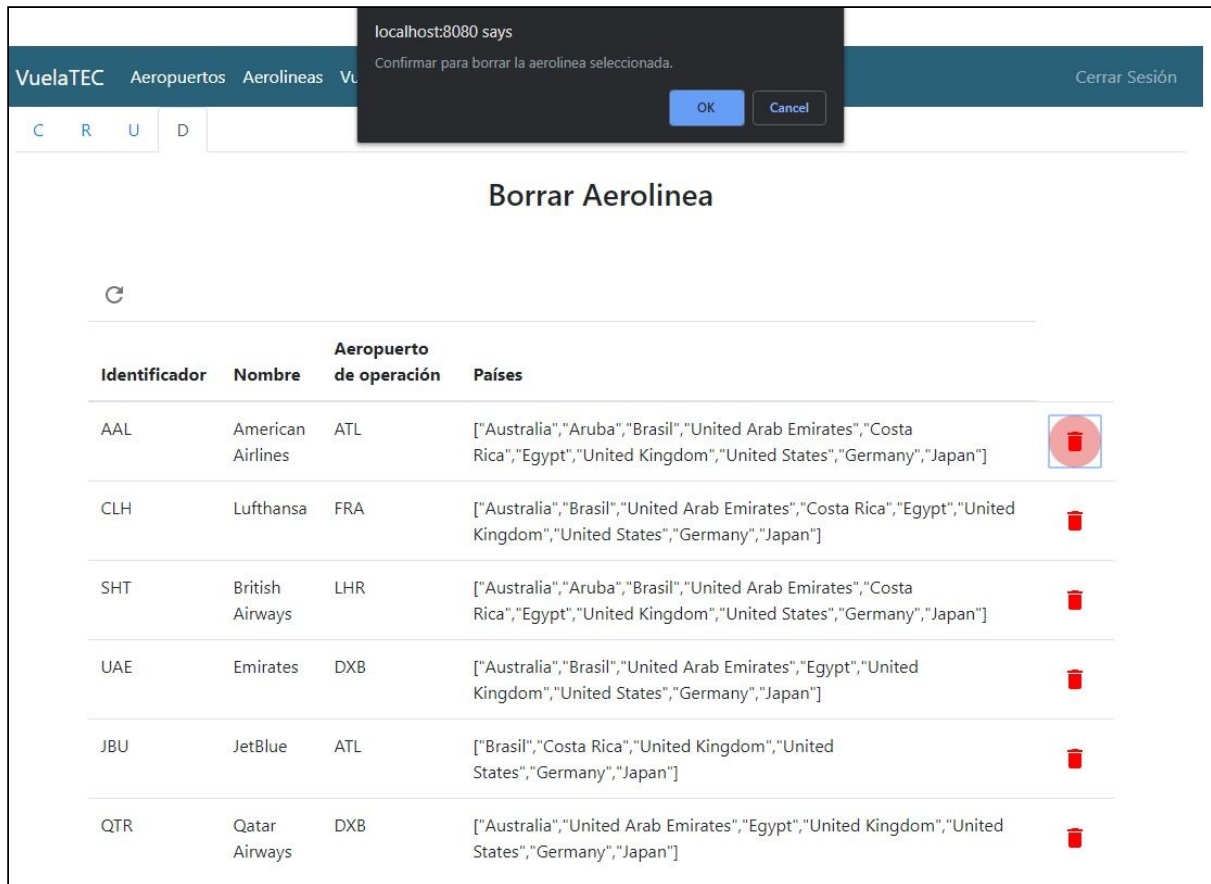 localhost:8080 says
Confirmar para borrar la aerolinea seleccionada.
OK Cancel
VuelaTEC Aeropuertos Aerolineas Vu Cerrar Sesión
C R U D
Borrar Aerolinea
Identificador Nombre Aeropuerto de operación Países
AAL American Airlines ATL ["Australia","Aruba","Brasil","United Arab Emirates","Costa
Rica","Egypt","United Kingdom","United States","Germany","Japan"]
CLH Lufthansa FRA ["Australia","Brasil","United Arab Emirates","Costa Rica","Egypt","United
Kingdom","United States","Germany","Japan"]
SHT British Airways LHR ["Australia","Aruba","Brasil","United Arab Emirates","Costa
Rica","Egypt","United Kingdom","United States","Germany","Japan"]
UAE Emirates DXB ["Australia","Brasil","United Arab Emirates","Egypt","United
Kingdom","United States","Germany","Japan"]
JBU JetBlue ATL ["Brasil","Costa Rica","United Kingdom","United
States","Germany","Japan"]
QTR Qatar Airways DXB ["Australia","United Arab Emirates","Egypt","United Kingdom","United
States","Germany","Japan"]